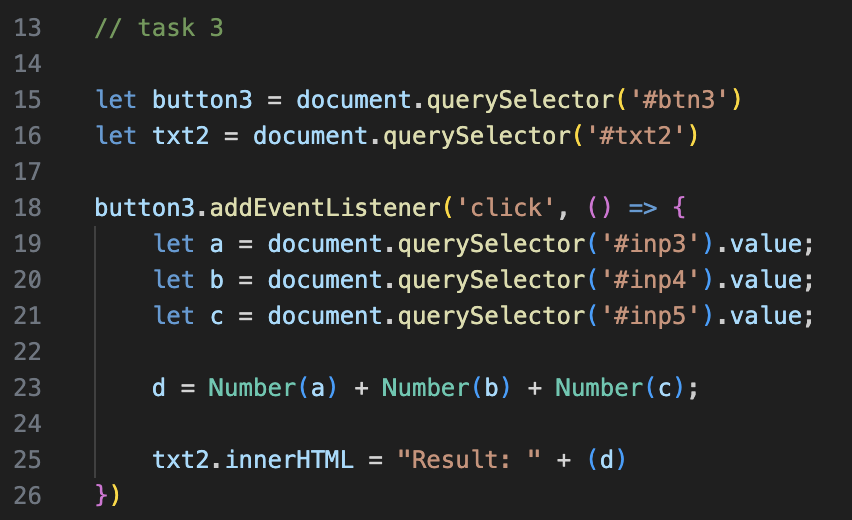 13 // task 3
14
15 let button3 = document.querySelector('#btn3')
16 let txt2 = document.querySelector('#txt2')
17
18 button3.addEventListener('click', () => {
19     let a = document.querySelector('#inp3').value;
20     let b = document.querySelector('#inp4').value;
21     let c = document.querySelector('#inp5').value;
22
23     d = Number(a) + Number(b) + Number(c);
24
25     txt2.innerHTML = "Result: " + (d)
26 })